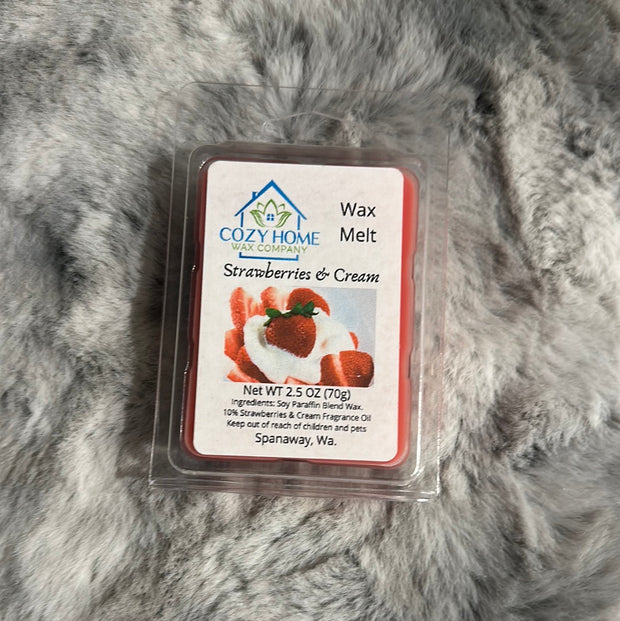 Wax
Melt
COZY HOME
WAX COMPANY
Strawberries & Cream
Net WT 2.5 OZ (70g)
Ingredients: Soy Paraffin Blend Wax.
10% Strawberries & Cream Fragrance Oil
Keep out of reach of children and pets
Spanaway, Wa.